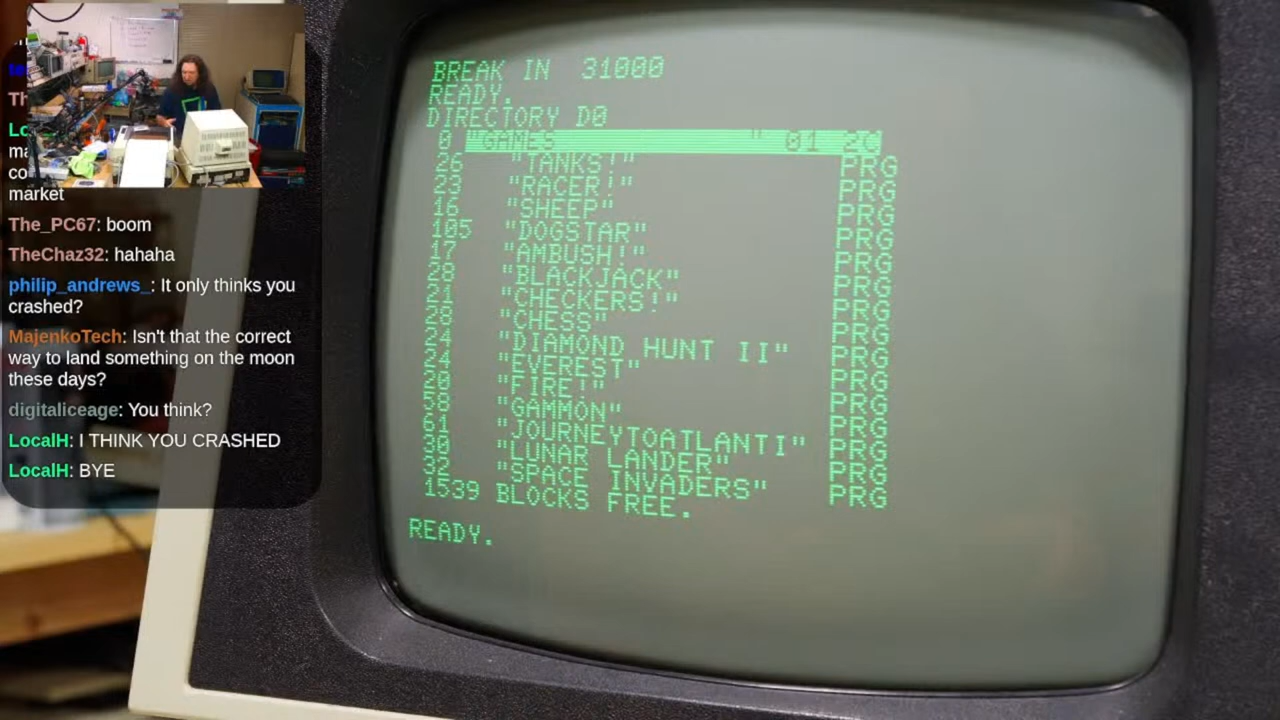 market
The_PC67: boom
TheChaz32: hahaha
philip_andrews_: It only thinks you
crashed?
MajenkoTech: Isn't that the correct
way to land something on the moon
these days?
digitaliceage: You think?
LocalH: I THINK YOU CRASHED
LocalH: BYE
BREAK IN 31000
READY.
DIRECTORY D0
0 "GAMES " 01 2C
26 "TANKS!" PRG
23 "RACER!" PRG
16 "SHEEP" PRG
105 "DOGSTAR" PRG
17 "AMBUSH!" PRG
28 "BLACKJACK" PRG
21 "CHECKERS!" PRG
28 "CHESS" PRG
24 "DIAMOND HUNT II" PRG
24 "EVEREST" PRG
20 "FIRE!" PRG
58 "GAMMON" PRG
61 "JOURNEYTOATLANTI" PRG
30 "LUNAR LANDER" PRG
32 "SPACE INVADERS" PRG
1539 BLOCKS FREE.
READY.